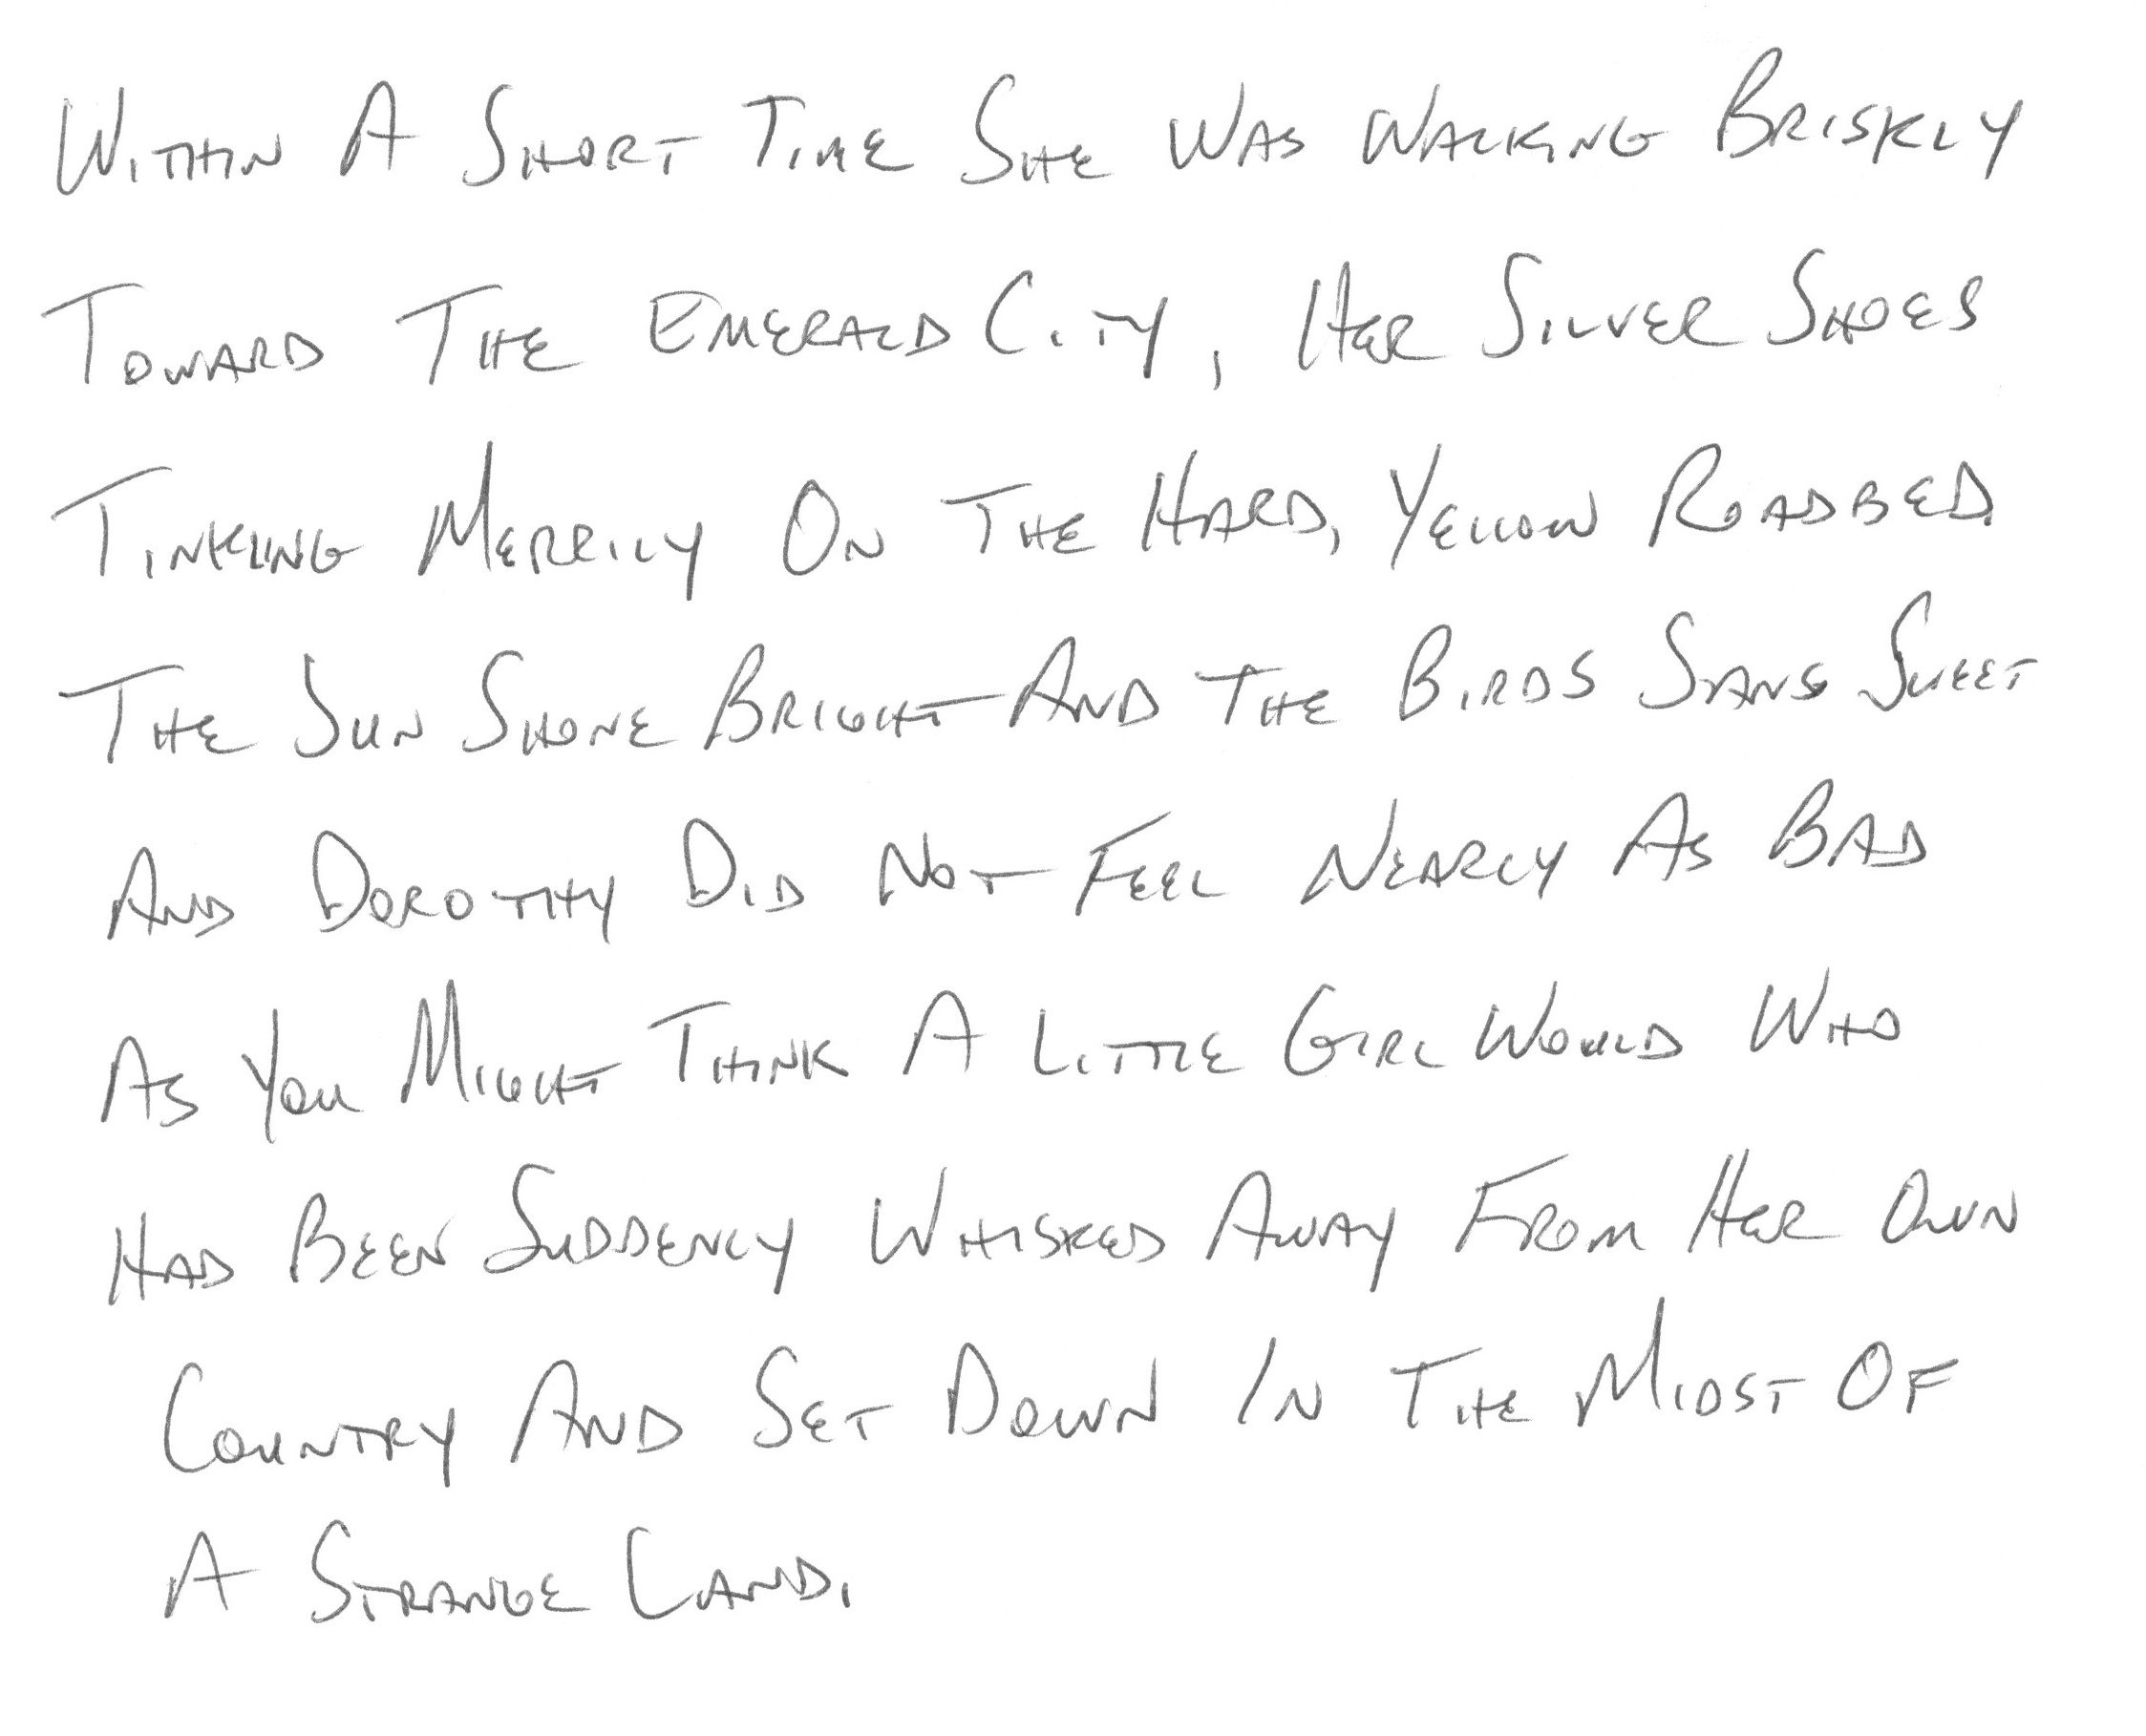 Within A Short Time She Was Walking Briskly
Toward The Emerald City, Her Silver Shoes
Tinkling Merrily On The Hard, Yellow Roadbed.
The Sun Shone Bright And The Birds Sang Sweet
And Dorothy Did Not Feel Nearly As Bad
As You Might Think A Little Girl Would Who
Had Been Suddenly Whisked Away From Her Own
Country And Set Down In The Midst Of
A Strange Land.